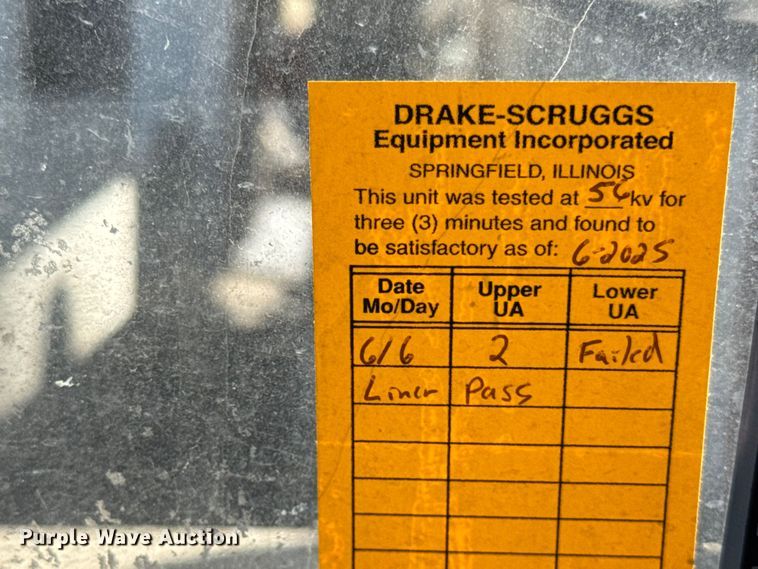 DRAKE-SCRUGGS
Equipment Incorporated
SPRINGFIELD, ILLINOIS
This unit was tested at 56 kv for
three (3) minutes and found to
be satisfactory as of: 6-2025
Date Mo/Day Upper UA Lower UA
6/6 2 Failed
Liner Pass
Purple Wave Auction